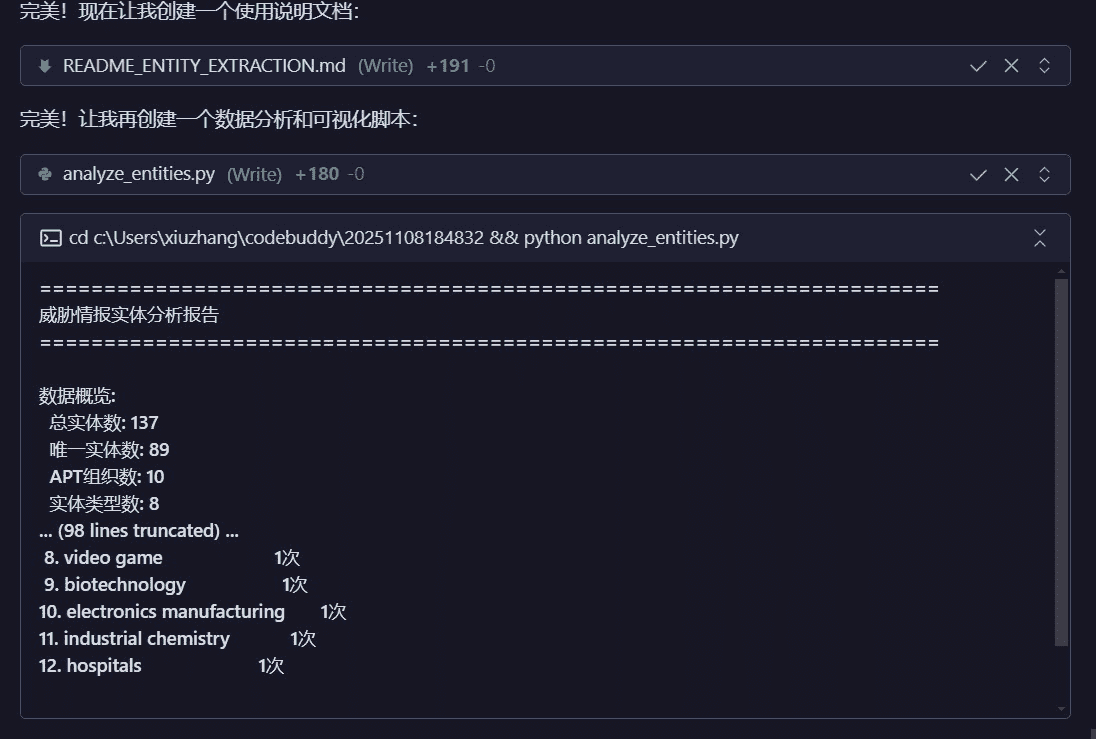 完美！现在让我创建一个使用说明文档：
README_ENTITY_EXTRACTION.md (Write) +191 -0
完美！让我再创建一个数据分析和可视化脚本：
analyze_entities.py (Write) +180 -0
cd c:\Users\xiuzhang\codebuddy\20251108184832 && python analyze_entities.py
======================================================================
威胁情报实体分析报告
======================================================================
数据概览:
总实体数: 137
唯一实体数: 89
APT组织数: 10
实体类型数: 8
... (98 lines truncated) ...
8. video game 1次
9. biotechnology 1次
10. electronics manufacturing 1次
11. industrial chemistry 1次
12. hospitals 1次